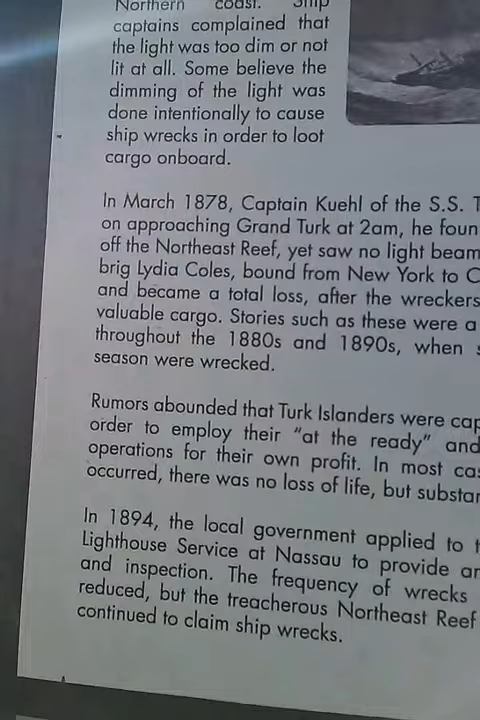 Northern coast. Ship
captains complained that
the light was too dim or not
lit at all. Some believe the
dimming of the light was
done intentionally to cause
ship wrecks in order to loot
cargo onboard.
In March 1878, Captain Kuehl of the S.S. T
on approaching Grand Turk at 2am, he foun
off the Northeast Reef, yet saw no light beam
brig Lydia Coles, bound from New York to C
and became a total loss, after the wreckers
valuable cargo. Stories such as these were a
throughout the 1880s and 1890s, when s
season were wrecked.
Rumors abounded that Turk Islanders were cap
order to employ their “at the ready” and
operations for their own profit. In most cas
occurred, there was no loss of life, but substan
In 1894, the local government applied to t
Lighthouse Service at Nassau to provide an
and inspection. The frequency of wrecks
reduced, but the treacherous Northeast Reef
continued to claim ship wrecks.